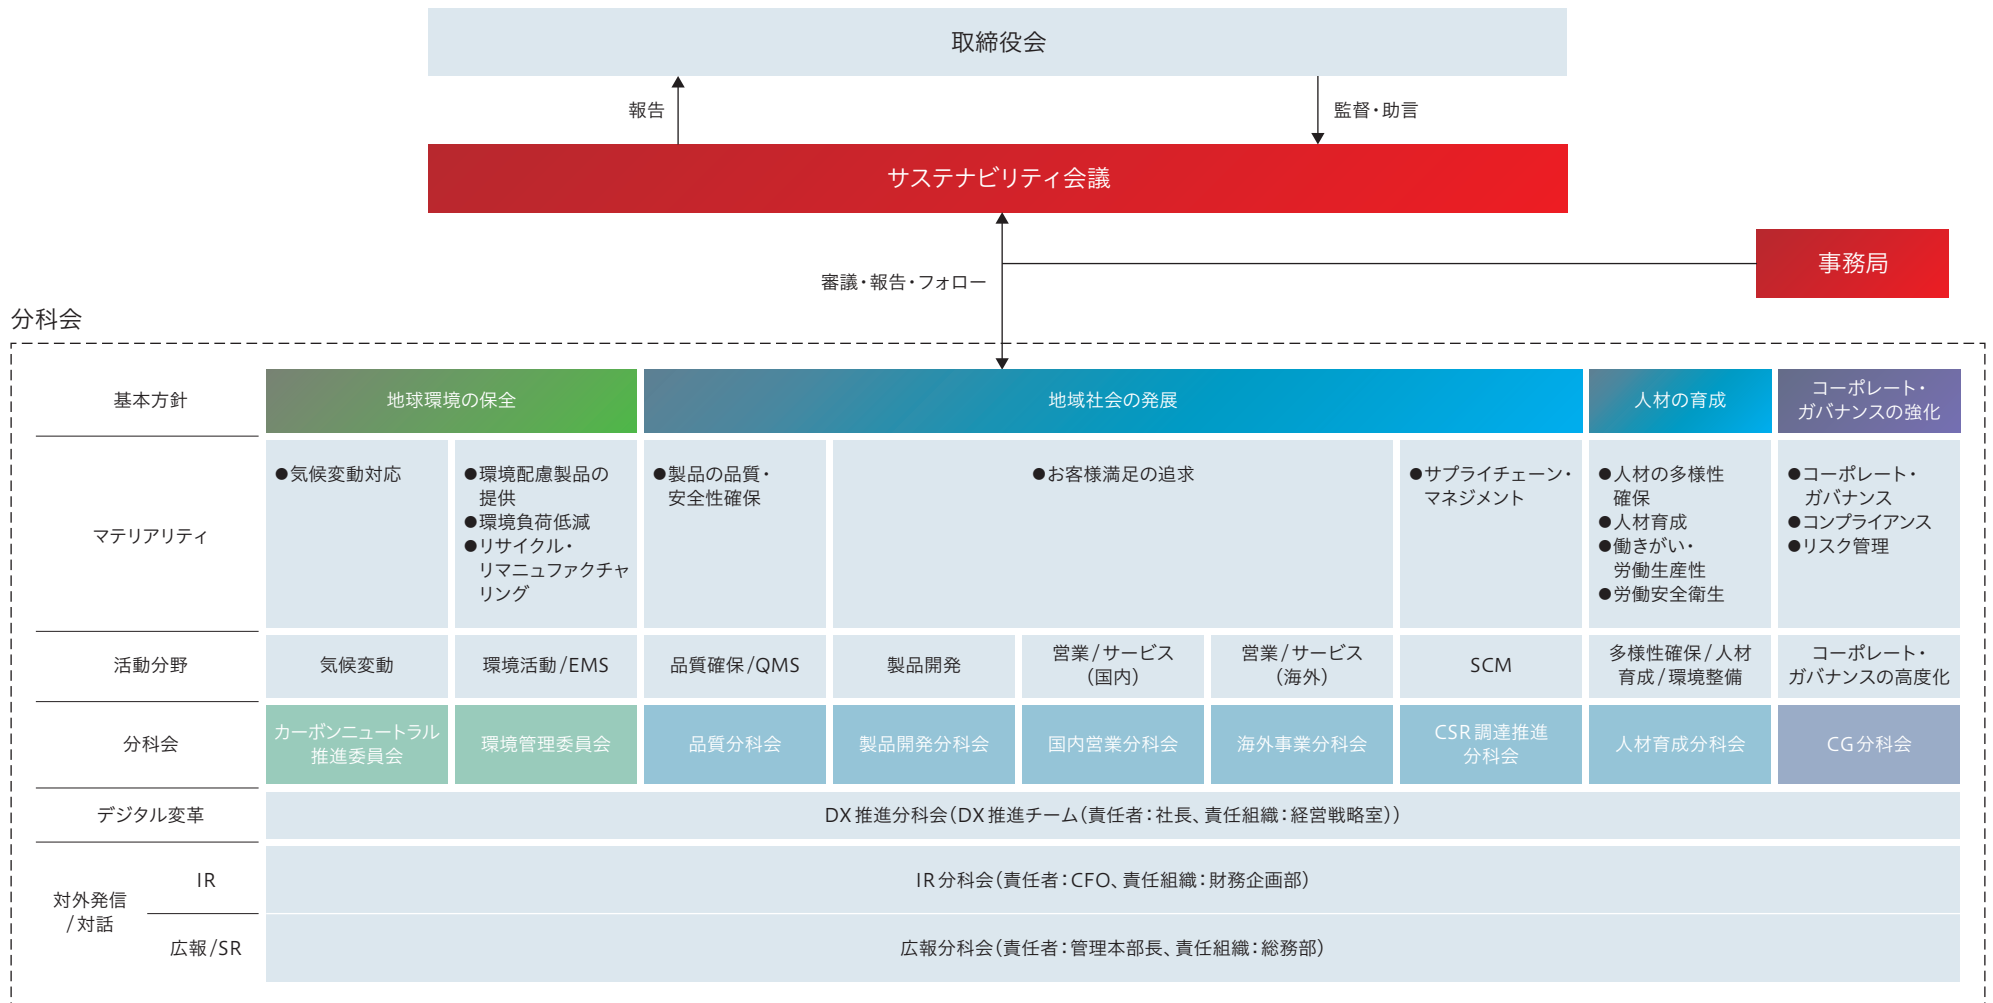 取締役会
報告
監督・助言
サステナビリティ会議
事務局
審議・報告・フォロー
分科会
基本方針
地球環境の保全
地域社会の発展
人材の育成
コーポレート・
ガバナンスの強化
マテリアリティ
●気候変動対応
●環境配慮製品の
提供
●環境負荷低減
●リサイクル・
リマニュファクチャ
リング
●製品の品質・
安全性確保
●お客様満足の追求
●サプライチェーン・
マネジメント
●人材の多様性
確保
●人材育成
●働きがい・
労働生産性
●労働安全衛生
●コーポレート・
ガバナンス
●コンプライアンス
●リスク管理
活動分野
気候変動
環境活動/EMS
品質確保/QMS
製品開発
営業/サービス
(国内)
営業/サービス
(海外)
SCM
多様性確保/人材
育成/環境整備
コーポレート・
ガバナンスの高度化
分科会
カーボンニュートラル
推進委員会
環境管理委員会
品質分科会
製品開発分科会
国内営業分科会
海外事業分科会
CSR調達推進
分科会
人材育成分科会
CG分科会
デジタル変革
DX推進分科会(DX推進チーム(責任者:社長、責任組織:経営戦略室))
対外発信
/対話
IR
IR分科会(責任者:CFO、責任組織:財務企画部)
広報/SR
広報分科会(責任者:管理本部長、責任組織:総務部)